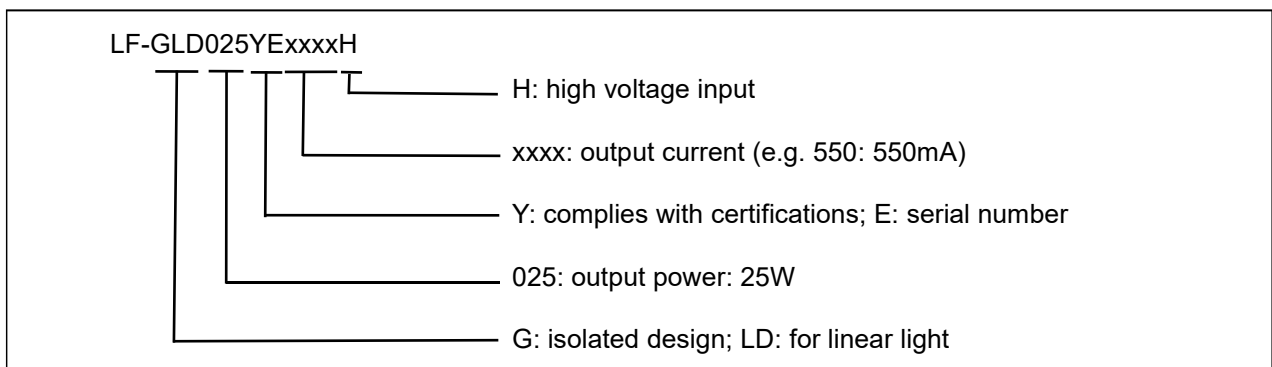 LF-GLD025YExxxxH
H: high voltage input
xxxx: output current (e.g. 550: 550mA)
Y: complies with certifications; E: serial number
025: output power: 25W
G: isolated design; LD: for linear light